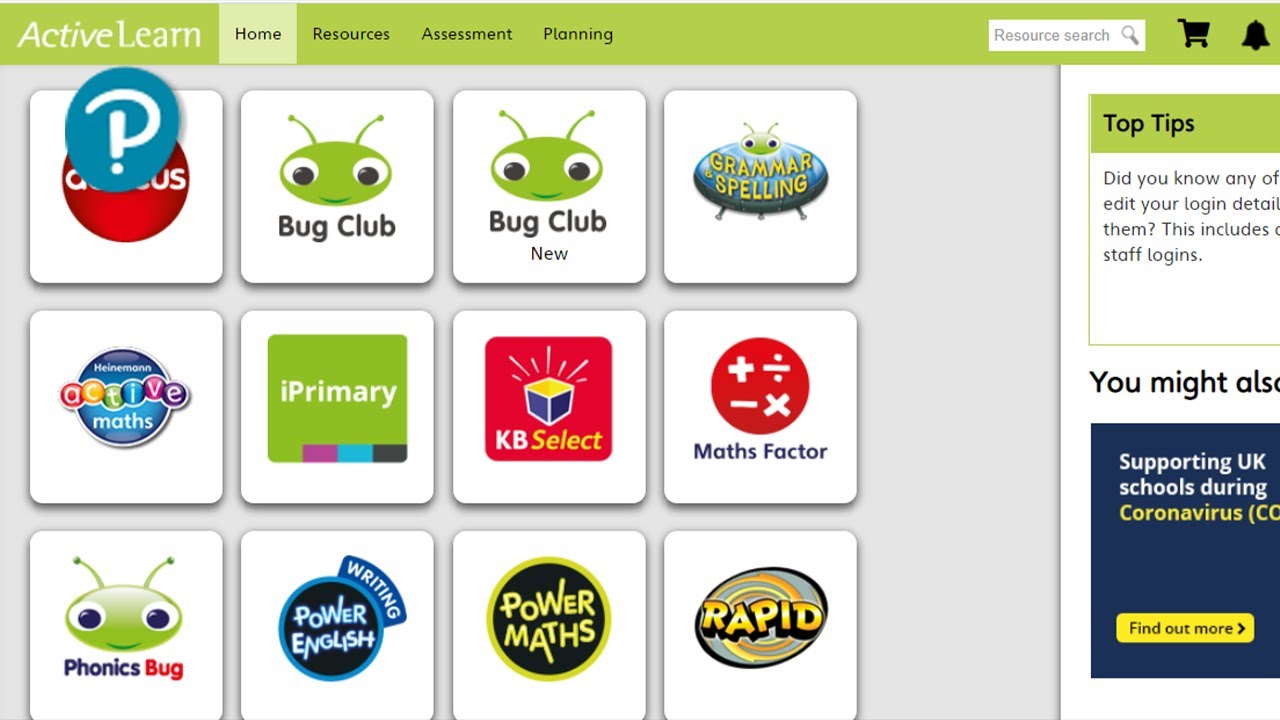 ActiveLearn
Home
Resources
Assessment
Planning
Resource search
P
Bug Club
Bug Club
New
GRAMMAR
& SPELLING
Heinemann
active
maths
iPrimary
KB Select
Maths Factor
Phonics Bug
WRITING
POWER
ENGLISH
POWER
MATHS
RAPID
Top Tips
Did you know any of
edit your login detail
them? This includes
staff logins.
You might also
Supporting UK
schools during
Coronavirus (CO
Find out more